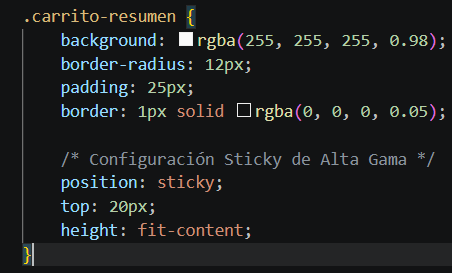 .carrito-resumen {
background: rgba(255, 255, 255, 0.98);
border-radius: 12px;
padding: 25px;
border: 1px solid rgba(0, 0, 0, 0.05);
/* Configuración Sticky de Alta Gama */
position: sticky;
top: 20px;
height: fit-content;
}